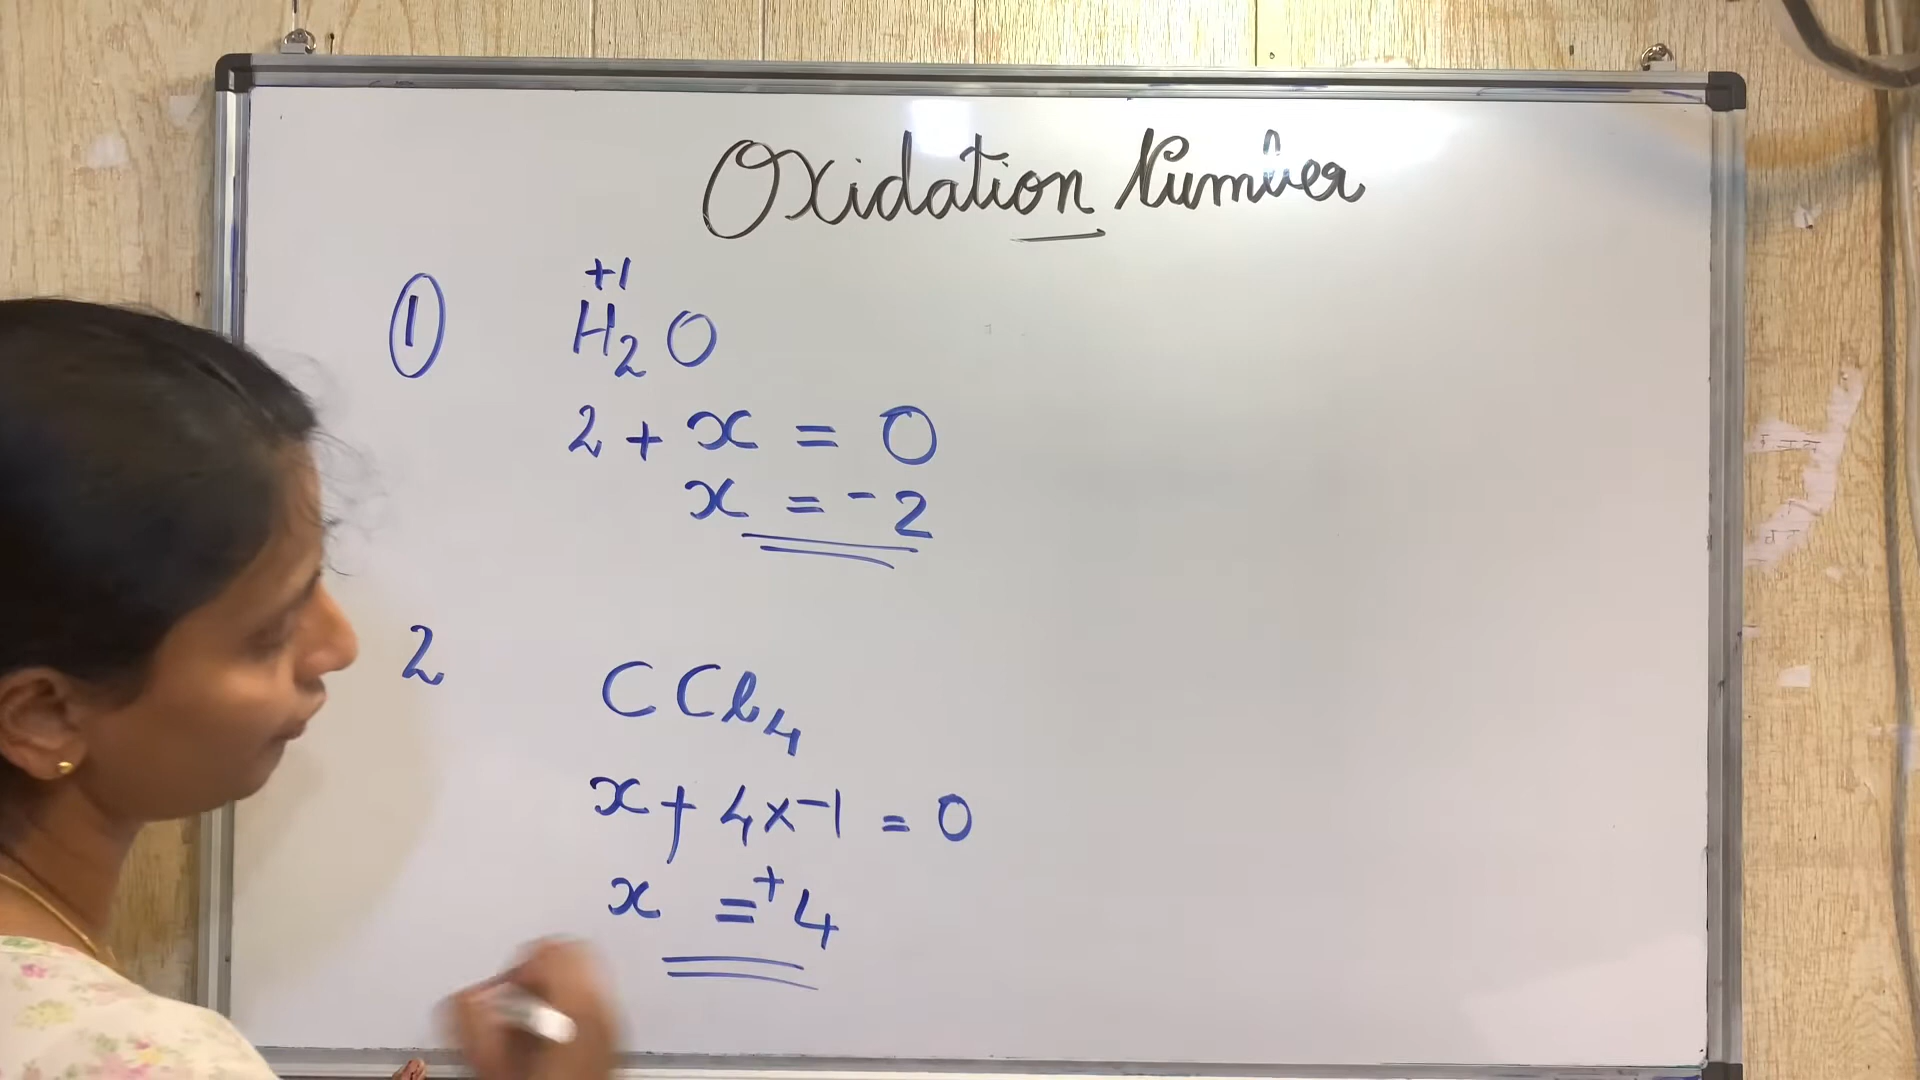 Oxidation Number
①
+1
H₂O
2 + x = 0
x = -2
2
CCl₄
x + 4 x -1 = 0
x = +4